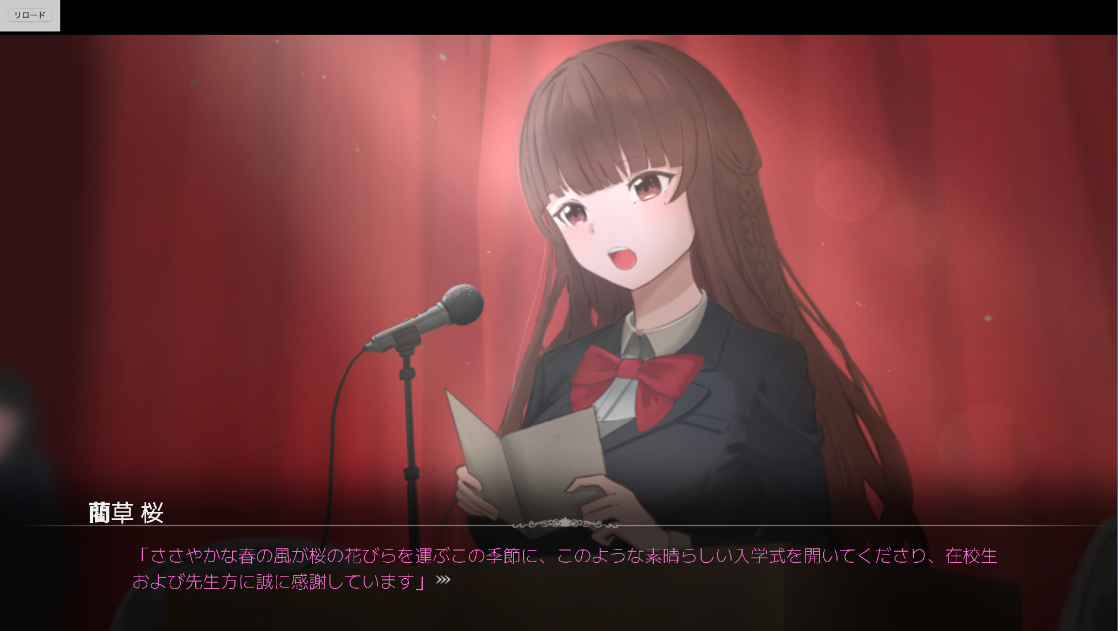 リロード
藺草 桜
「ささやかな春の風が桜の花びらを運ぶこの季節に、このような素晴らしい入学式を開いてくださり、在校生
および先生方に誠に感謝しています」